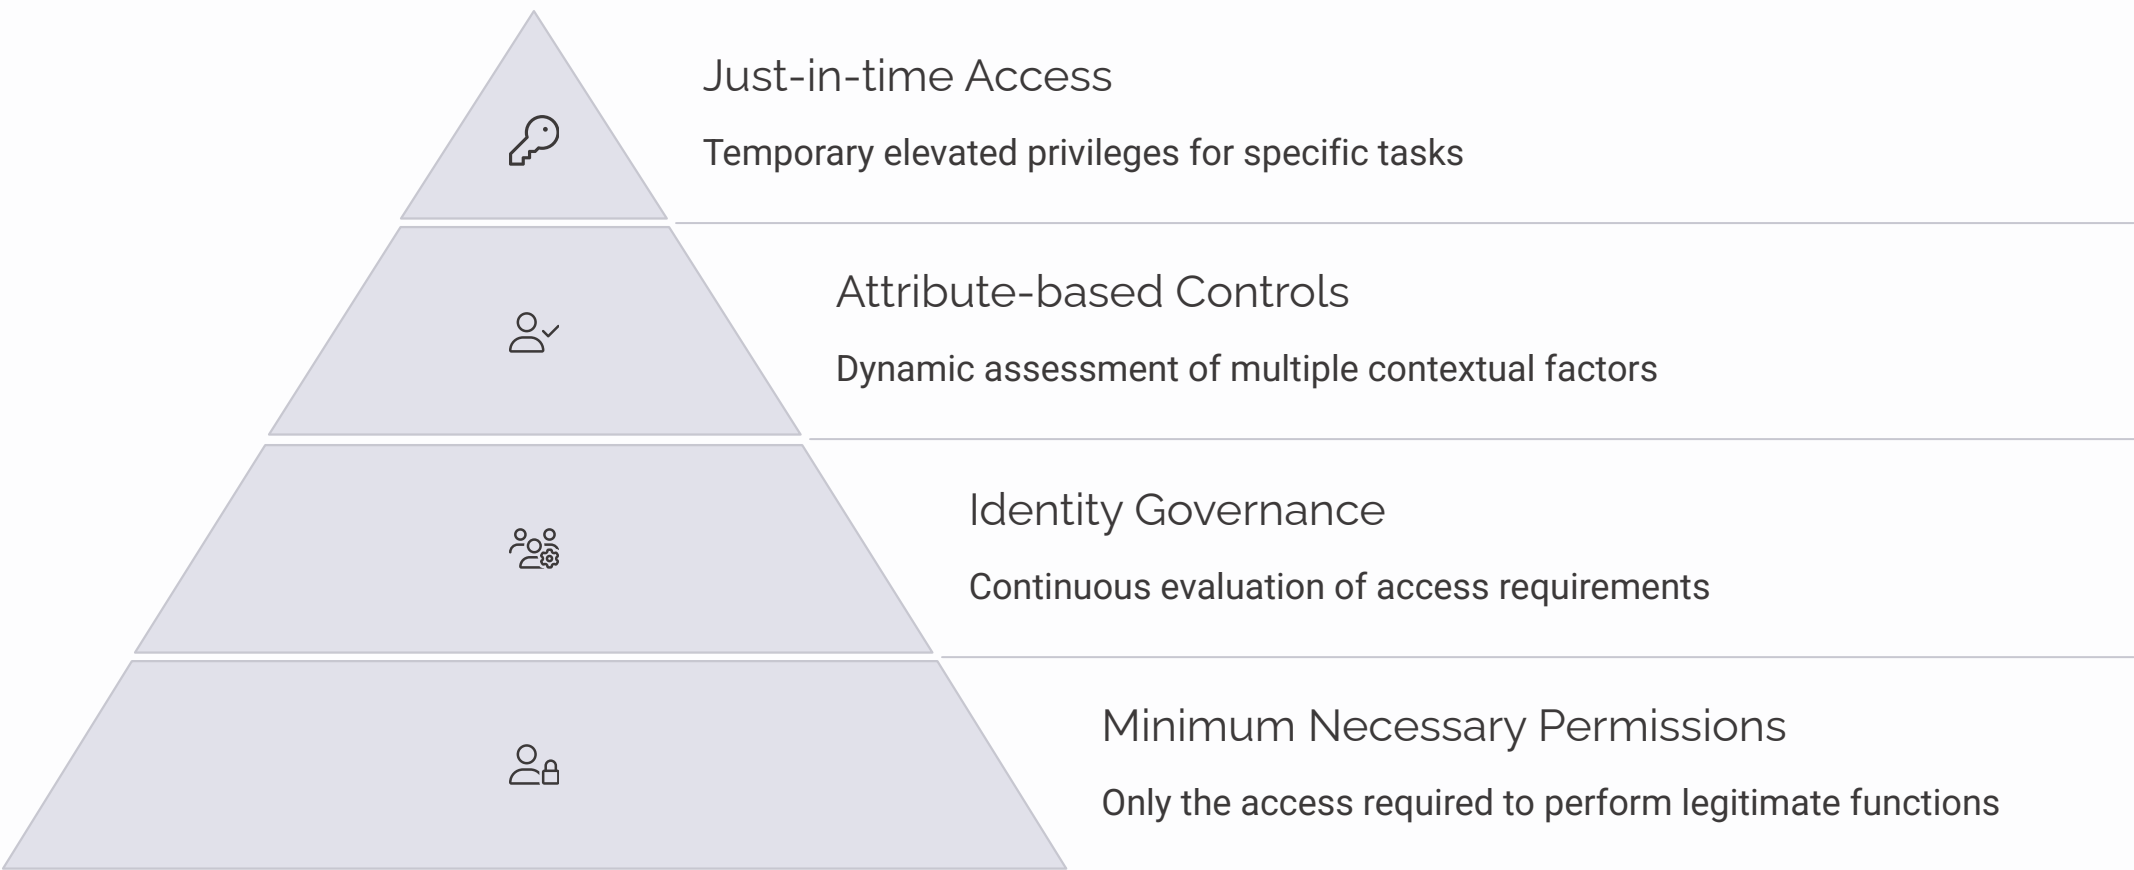 Just-in-time Access
Temporary elevated privileges for specific tasks
Attribute-based Controls
Dynamic assessment of multiple contextual factors
Identity Governance
Continuous evaluation of access requirements
Minimum Necessary Permissions
Only the access required to perform legitimate functions